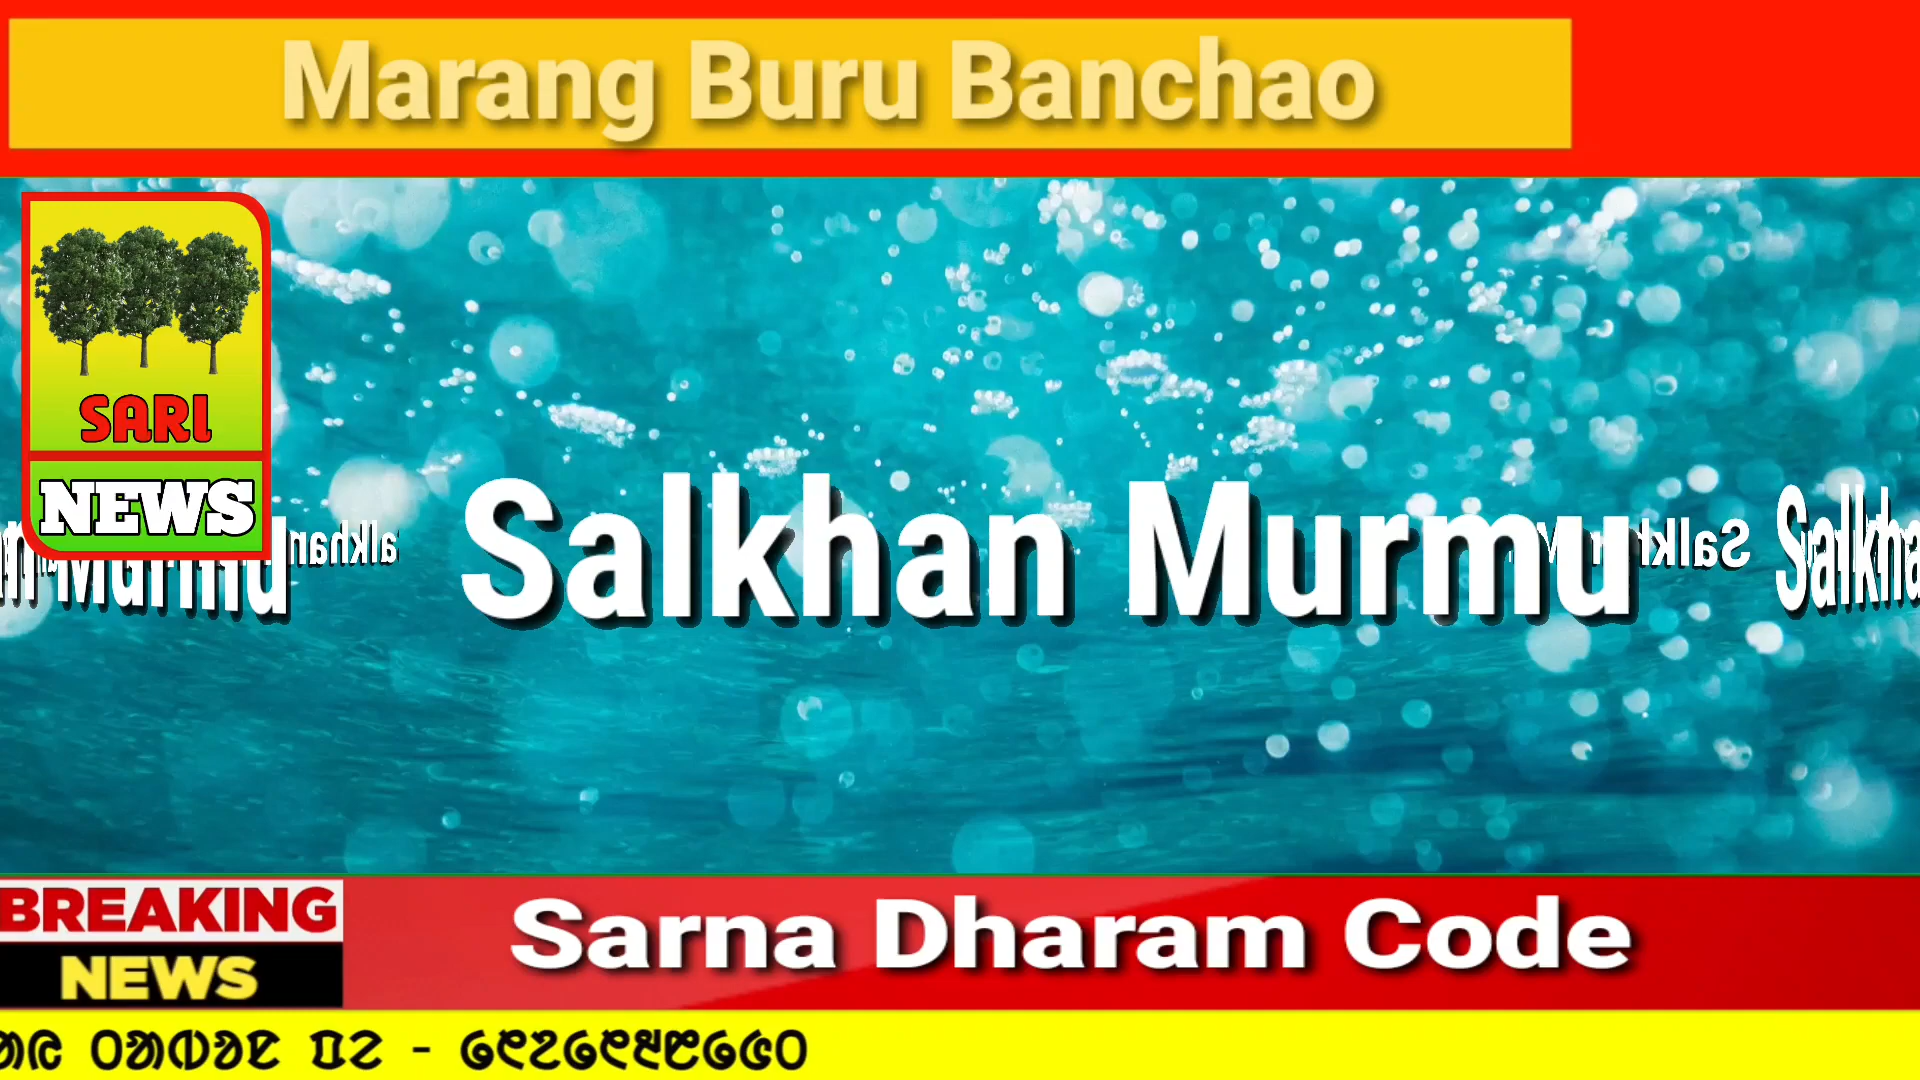 Marang Buru Banchao
SARI
NEWS
Salkhan Murmu
BREAKING
NEWS
Sarna Dharam Code